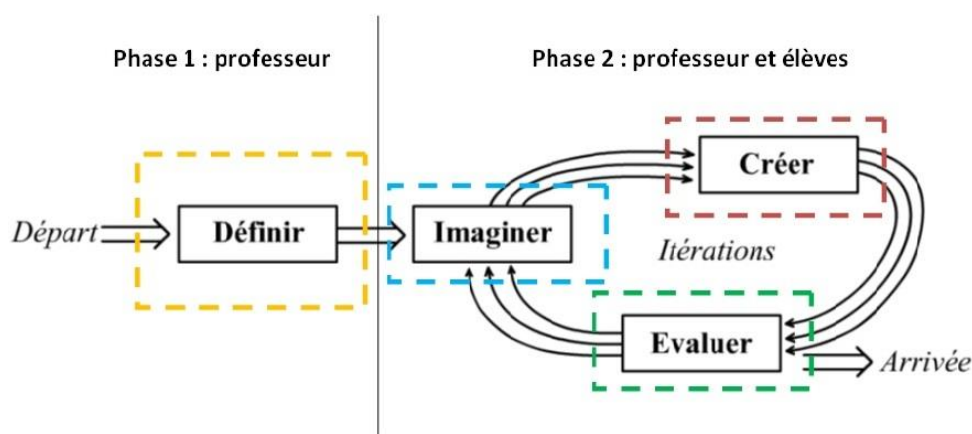 Phase 1 : professeur
Phase 2 : professeur et élèves
Créer
Départ
Définir
Imaginer
Itérations
Evaluer
Arrivée